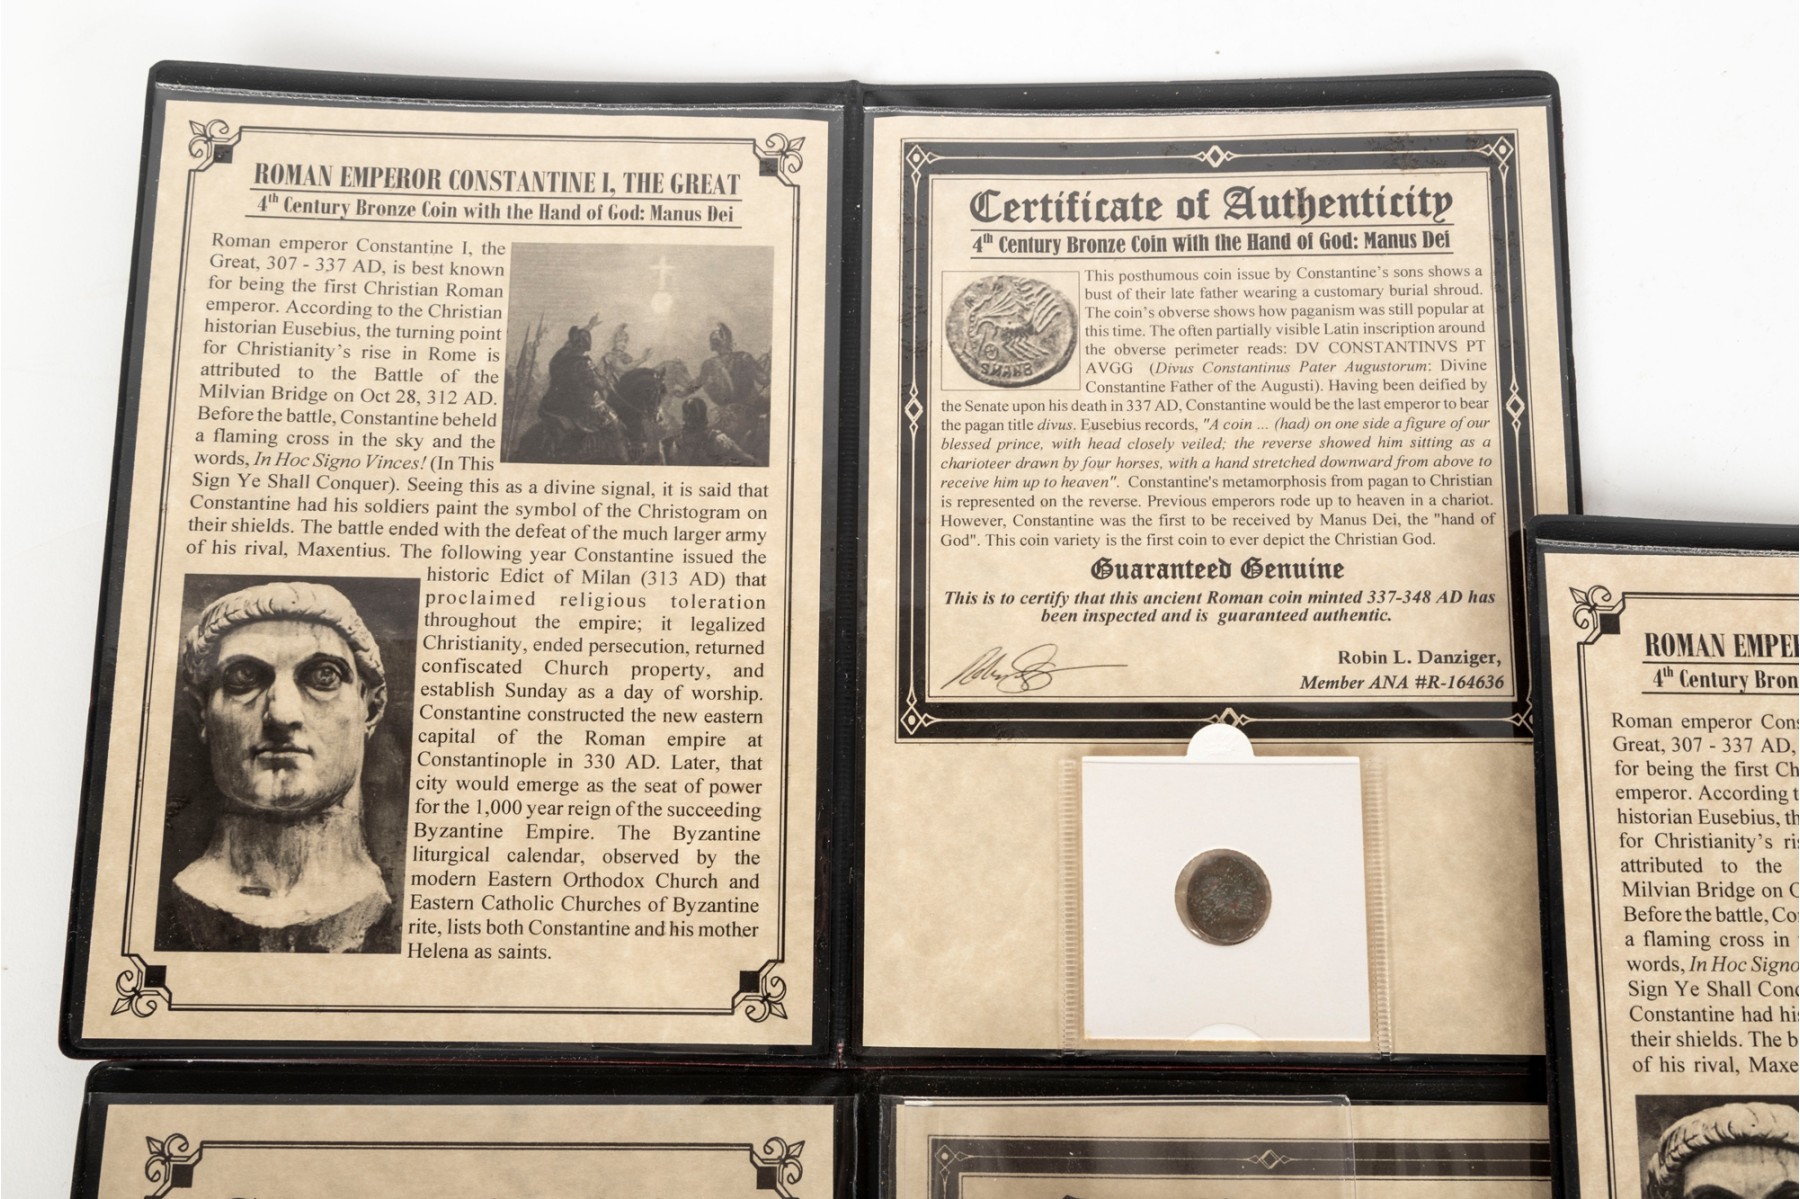 ROMAN EMPEROR CONSTANTINE I, THE GREAT
4th Century Bronze Coin with the Hand of God: Manus Dei
Roman emperor Constantine I, the
Great, 307 - 337 AD, is best known
for being the first Christian Roman
emperor. According to the Christian
historian Eusebius, the turning point
for Christianity's rise in Rome is
attributed to the Battle of the
Milvian Bridge on Oct 28, 312 AD.
Before the battle, Constantine beheld
a flaming cross in the sky and the
words, In Hoc Signo Vinces! (In This
Sign Ye Shall Conquer). Seeing this as a divine signal, it is said that
Constantine had his soldiers paint the symbol of the Christogram on
their shields. The battle ended with the defeat of the much larger army
of his rival, Maxentius. The following year Constantine issued the
historic Edict of Milan (313 AD) that
proclaimed religious toleration
throughout the empire; it legalized
Christianity, ended persecution, returned
confiscated Church property, and
establish Sunday as a day of worship.
Constantine constructed the new eastern
capital of the Roman empire at
Constantinople in 330 AD. Later, that
city would emerge as the seat of power
for the 1,000 year reign of the succeeding
Byzantine Empire. The Byzantine
liturgical calendar, observed by the
modern Eastern Orthodox Church and
Eastern Catholic Churches of Byzantine
rite, lists both Constantine and his mother
Helena as saints.
Certificate of Authenticity
4th Century Bronze Coin with the Hand of God: Manus Dei
This posthumous coin issue by Constantine's sons shows a
bust of their late father wearing a customary burial shroud.
The coin's obverse shows how paganism was still popular at
this time. The often partially visible Latin inscription around
the obverse perimeter reads: DV CONSTANTINVS PT
AVGG (Divus Constantinus Pater Augustorum: Divine
Constantine Father of the Augusti). Having been deified by
the Senate upon his death in 337 AD, Constantine would be the last emperor to bear
the pagan title divus. Eusebius records, "A coin ... (had) on one side a figure of our
blessed prince, with head closely veiled; the reverse showed him sitting as a
charioteer drawn by four horses, with a hand stretched downward from above to
receive him up to heaven". Constantine's metamorphosis from pagan to Christian
is represented on the reverse. Previous emperors rode up to heaven in a chariot.
However, Constantine was the first to be received by Manus Dei, the "hand of
God". This coin variety is the first coin to ever depict the Christian God.
Guaranteed Genuine
This is to certify that this ancient Roman coin minted 337-348 AD has
been inspected and is guaranteed authentic.
Robin L. Danziger,
Member ANA #R-164636
ROMAN EMPE
4th Century Bron
Roman emperor Cons
Great, 307 - 337 AD,
for being the first Ch
emperor. According t
historian Eusebius, th
for Christianity's ris
attributed to the
Milvian Bridge on O
Before the battle, Co
a flaming cross in
words, In Hoc Signo
Sign Ye Shall Conq
Constantine had his
their shields. The b
of his rival, Maxe